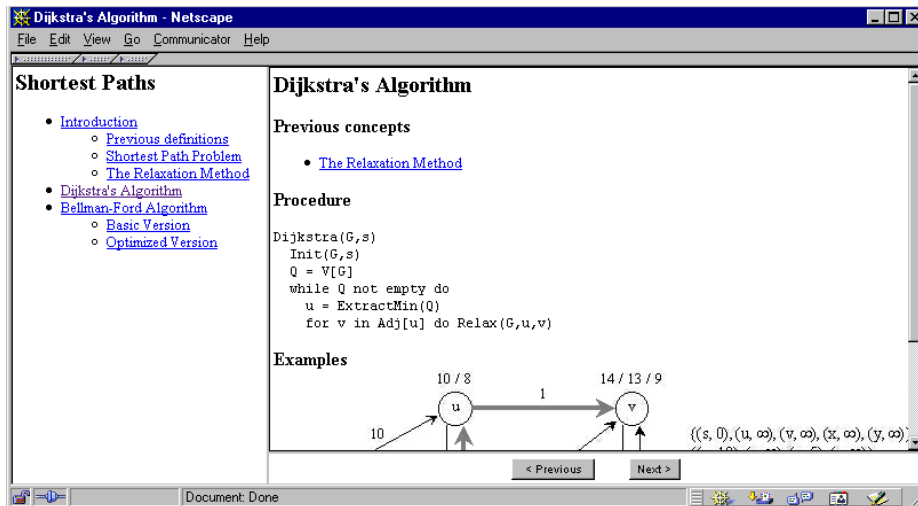 Dijkstra's Algorithm - Netscape
File Edit View Go Communicator Help
Shortest Paths
Introduction
Previous definitions
Shortest Path Problem
The Relaxation Method
Dijkstra's Algorithm
Bellman-Ford Algorithm
Basic Version
Optimized Version
Dijkstra's Algorithm
Previous concepts
The Relaxation Method
Procedure
Dijkstra(G,s)
Init(G,s)
Q = V[G]
while Q not empty do
u = ExtractMin(Q)
for v in Adj[u] do Relax(G,u,v)
Examples
10 / 8
14 / 13 / 9
1
u
v
10
{(s, 0), (u, ∞), (v, ∞), (x, ∞), (y, ∞)}
< Previous
Next >
Document: Done